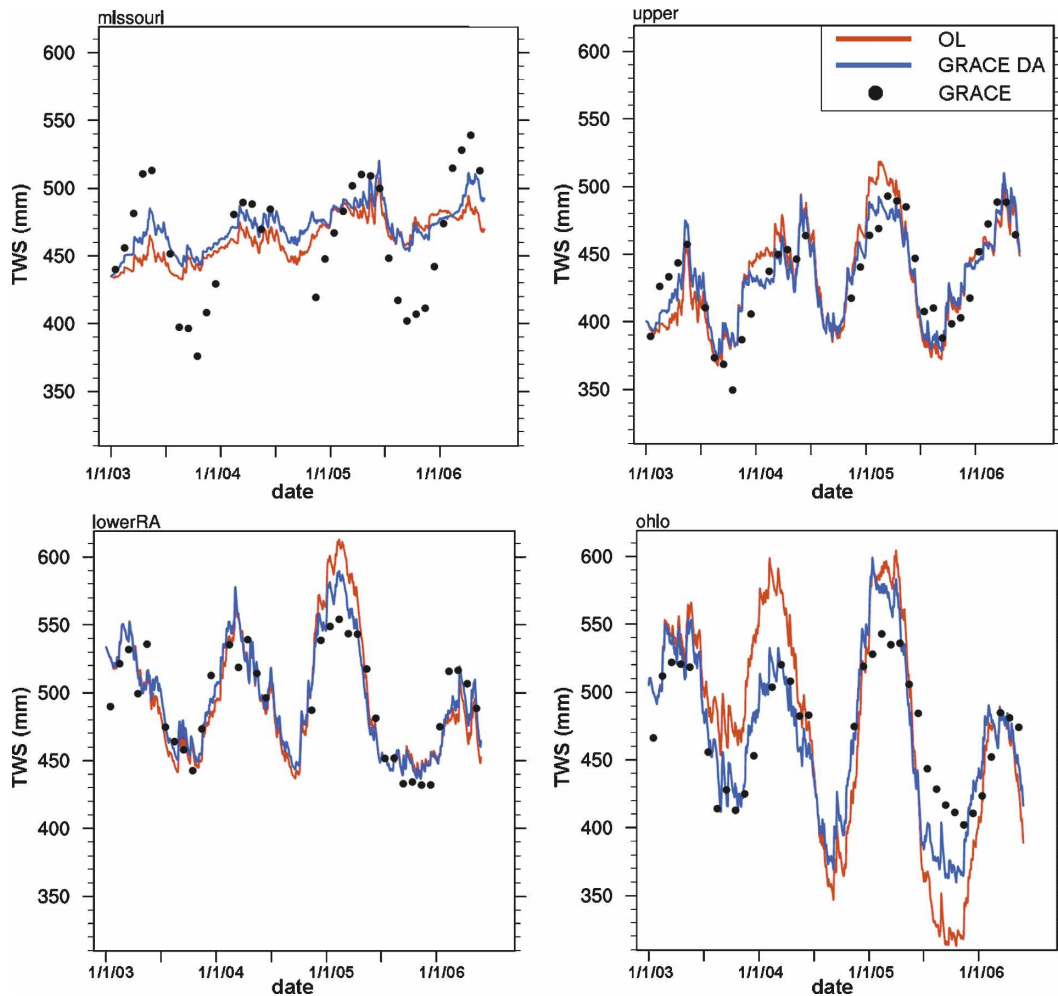 missouri
600
550
500
450
400
350
TWS (mm)
1/1/03
1/1/04
1/1/05
1/1/06
date
upper
OL
GRACE DA
GRACE
600
550
500
450
400
350
TWS (mm)
1/1/03
1/1/04
1/1/05
1/1/06
date
lowerRA
600
550
500
450
400
350
TWS (mm)
1/1/03
1/1/04
1/1/05
1/1/06
date
ohio
600
550
500
450
400
350
TWS (mm)
1/1/03
1/1/04
1/1/05
1/1/06
date